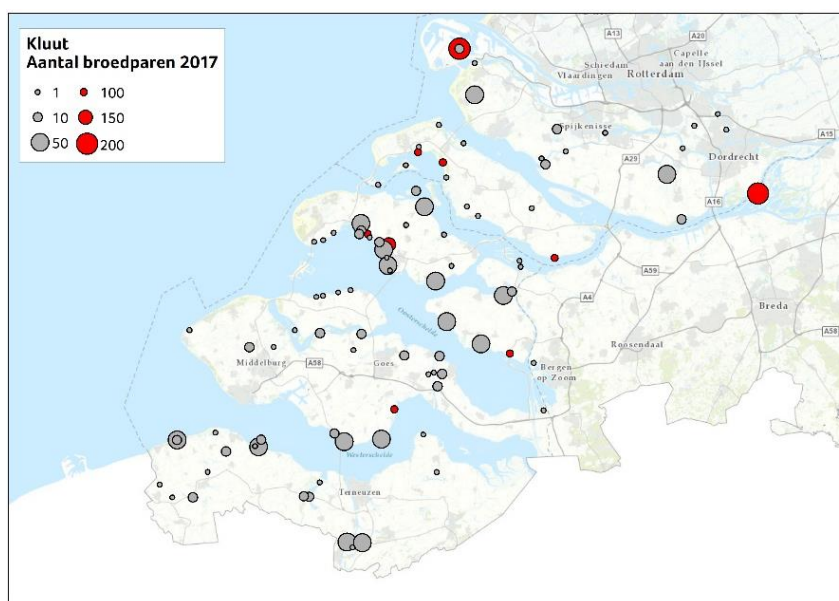 Kluut
Aantal broedparen 2017
1 100
10 150
50 200
A13
A20
Schiedam
Capelle
aan den IJssel
Vlaardingen
Rotterdam
Spijkenisse
A15
A29
Dordrecht
A16
A59
A4
Breda
Oosterschelde
Roosendaal
A58
Middelburg
A58
Goes
Bergen
op Zoom
Westerschelde
Terneuzen